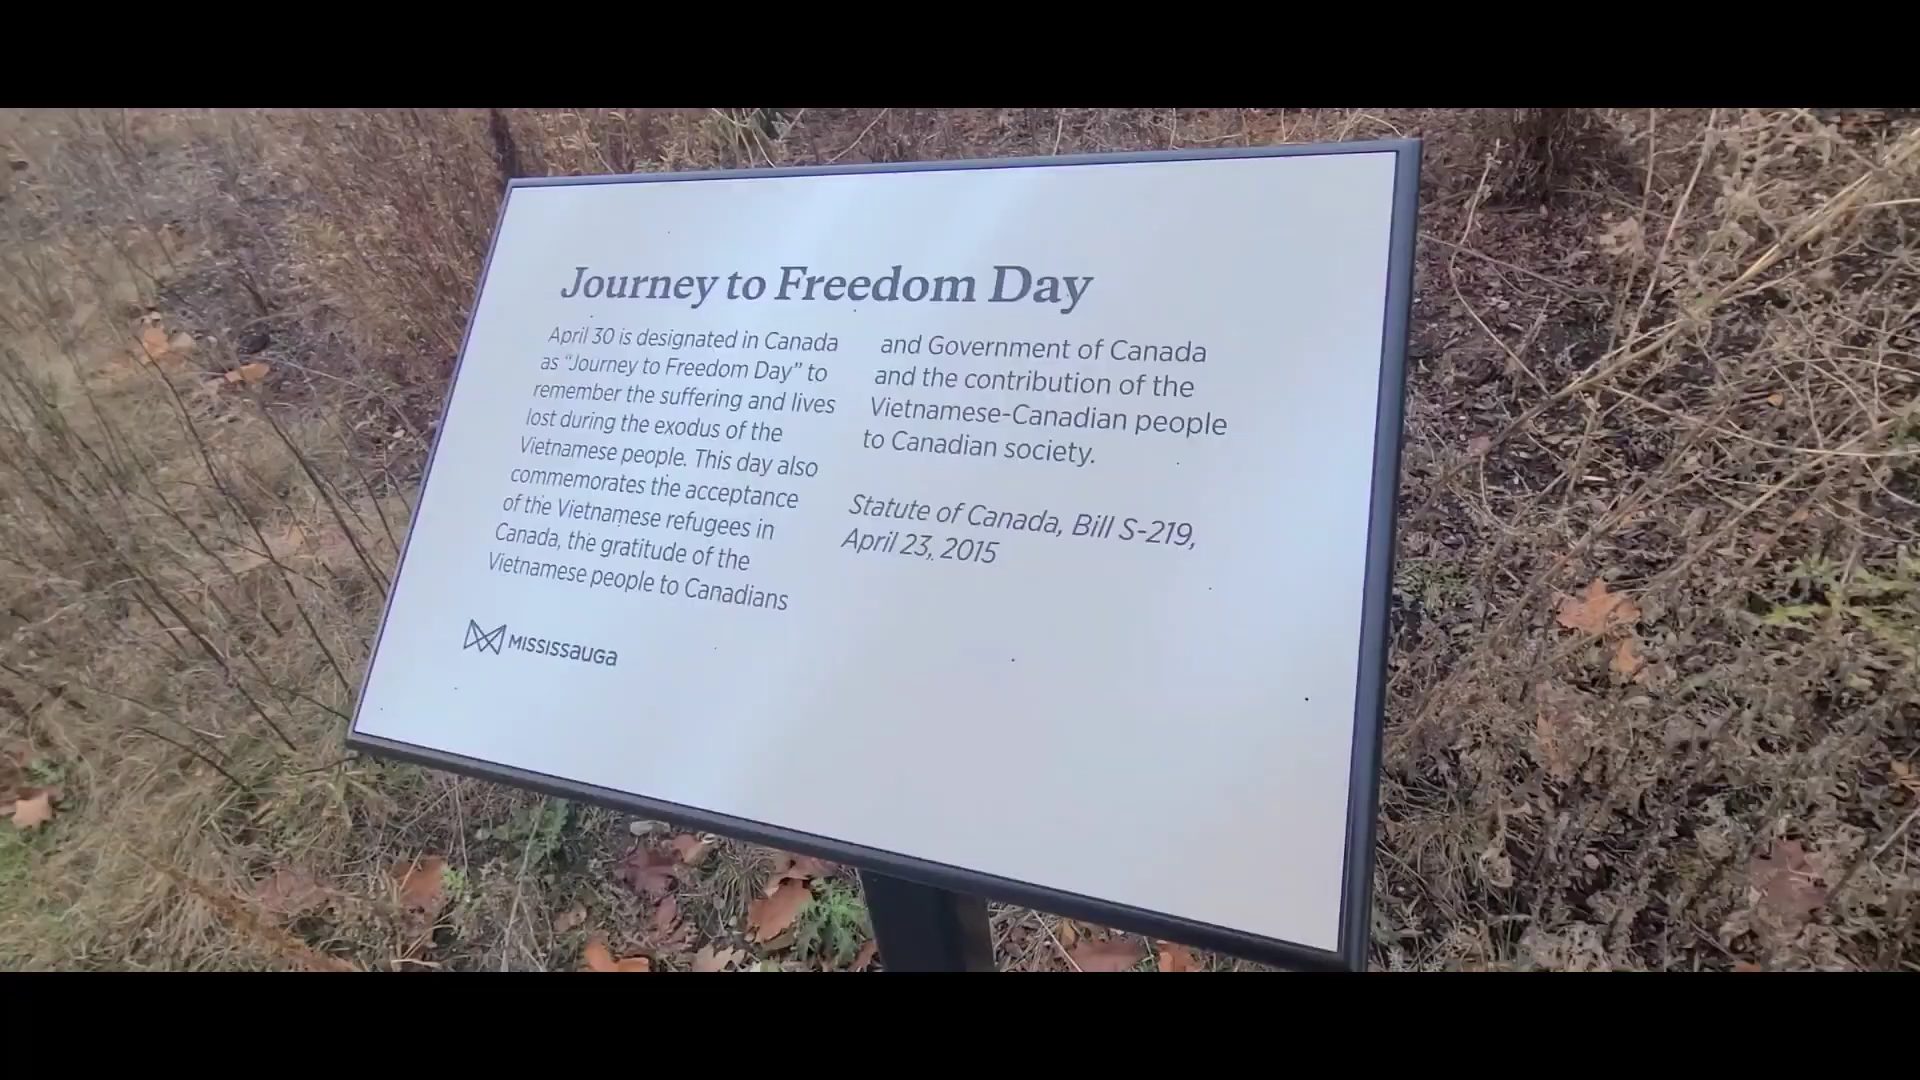 Journey to Freedom Day
April 30 is designated in Canada
as “Journey to Freedom Day” to
remember the suffering and lives
lost during the exodus of the
Vietnamese people. This day also
commemorates the acceptance
of the Vietnamese refugees in
Canada, the gratitude of the
Vietnamese people to Canadians
and Government of Canada
and the contribution of the
Vietnamese-Canadian people
to Canadian society.
Statute of Canada, Bill S-219,
April 23, 2015
MISSISSAUGA